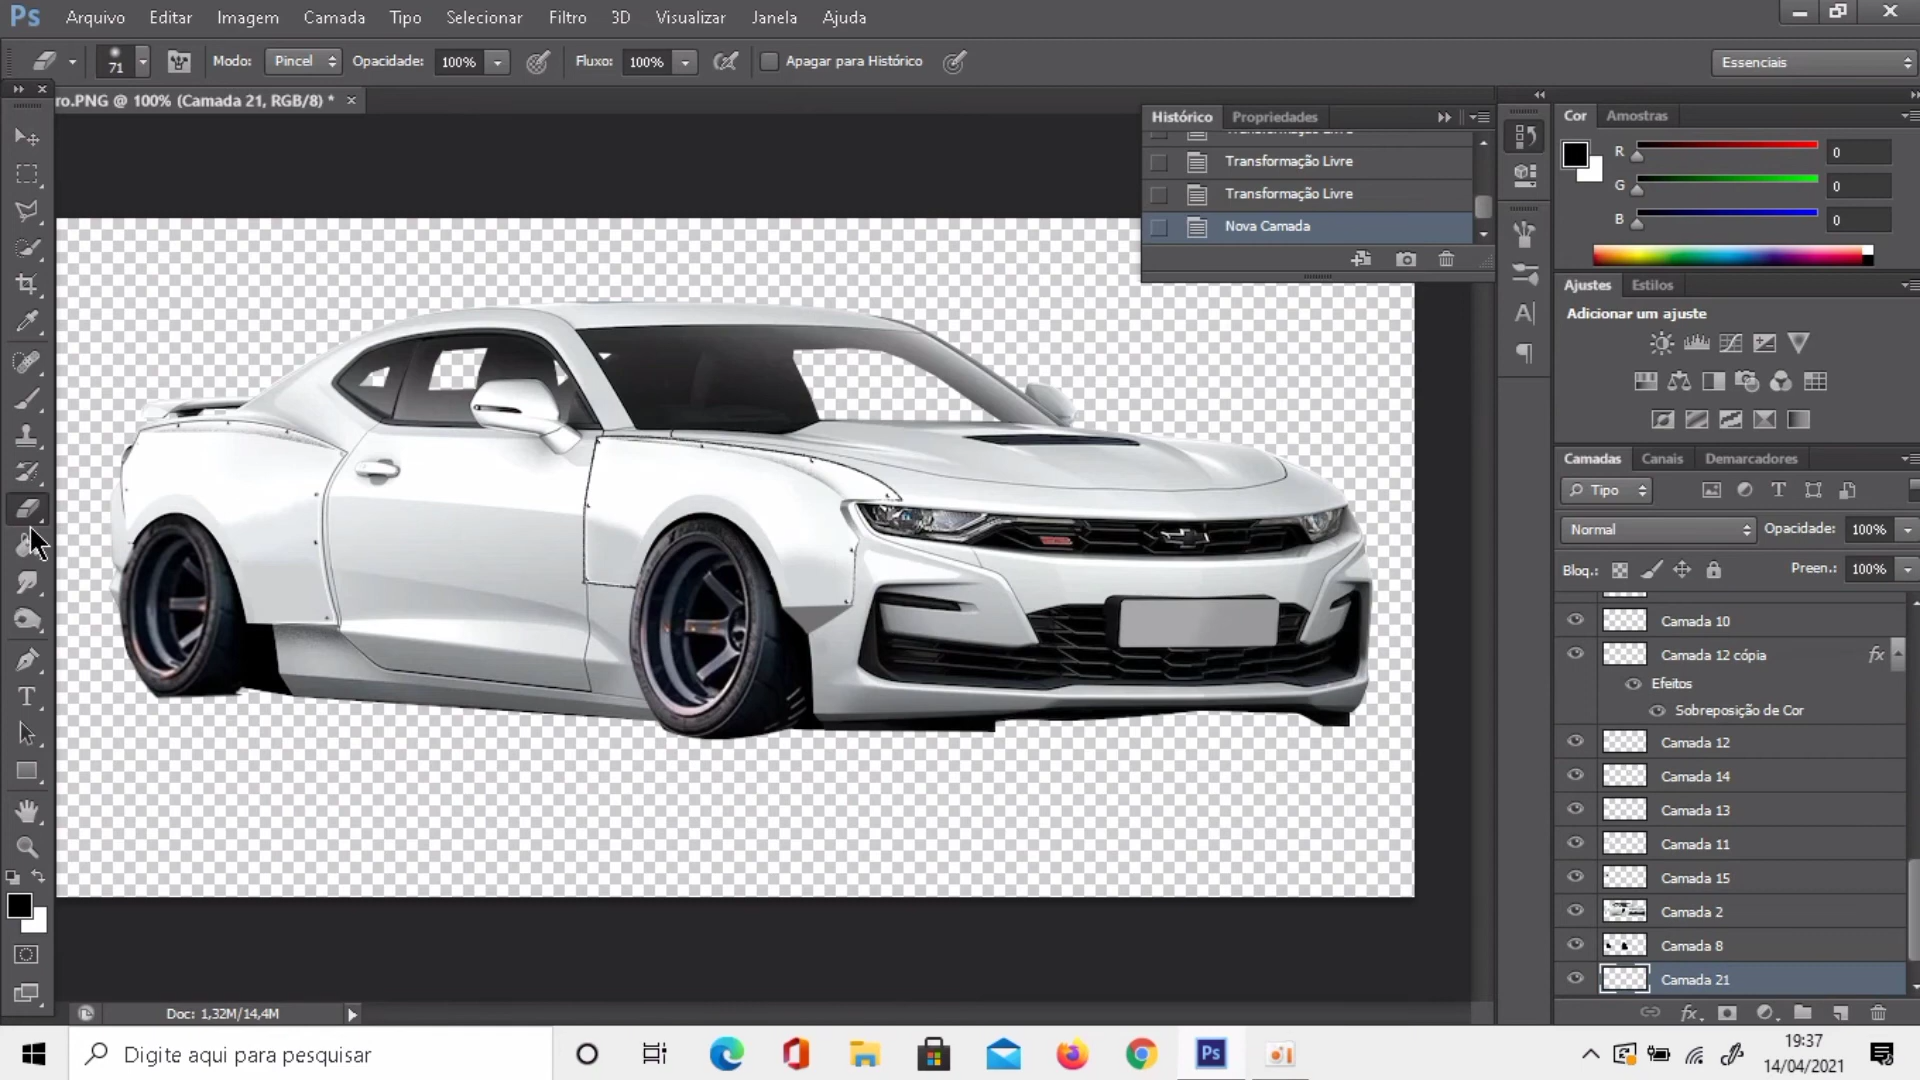 Ps Arquivo Editar Imagem Camada Tipo Selecionar Filtro 3D Visualizar Janela Ajuda
71 Modo: Pincel Opacidade: 100% Fluxo: 100% Apagar para Histórico Essenciais
ro.PNG @ 100% (Camada 21, RGB/8) * ×
Histórico Propriedades
Transformação Livre
Transformação Livre
Transformação Livre
Nova Camada
Cor Amostras
R 0
G 0
B 0
Ajustes Estilos
Adicionar um ajuste
Camadas Canais Demarcadores
Tipo
Normal Opacidade: 100%
Bloq.: Preen.: 100%
Camada 10
Camada 12 cópia fx
Efeitos
Sobreposição de Cor
Camada 12
Camada 14
Camada 13
Camada 11
Camada 15
Camada 2
Camada 8
Camada 21
Doc: 1,32M/14,4M
Digite aqui para pesquisar
Ps
19:37
14/04/2021